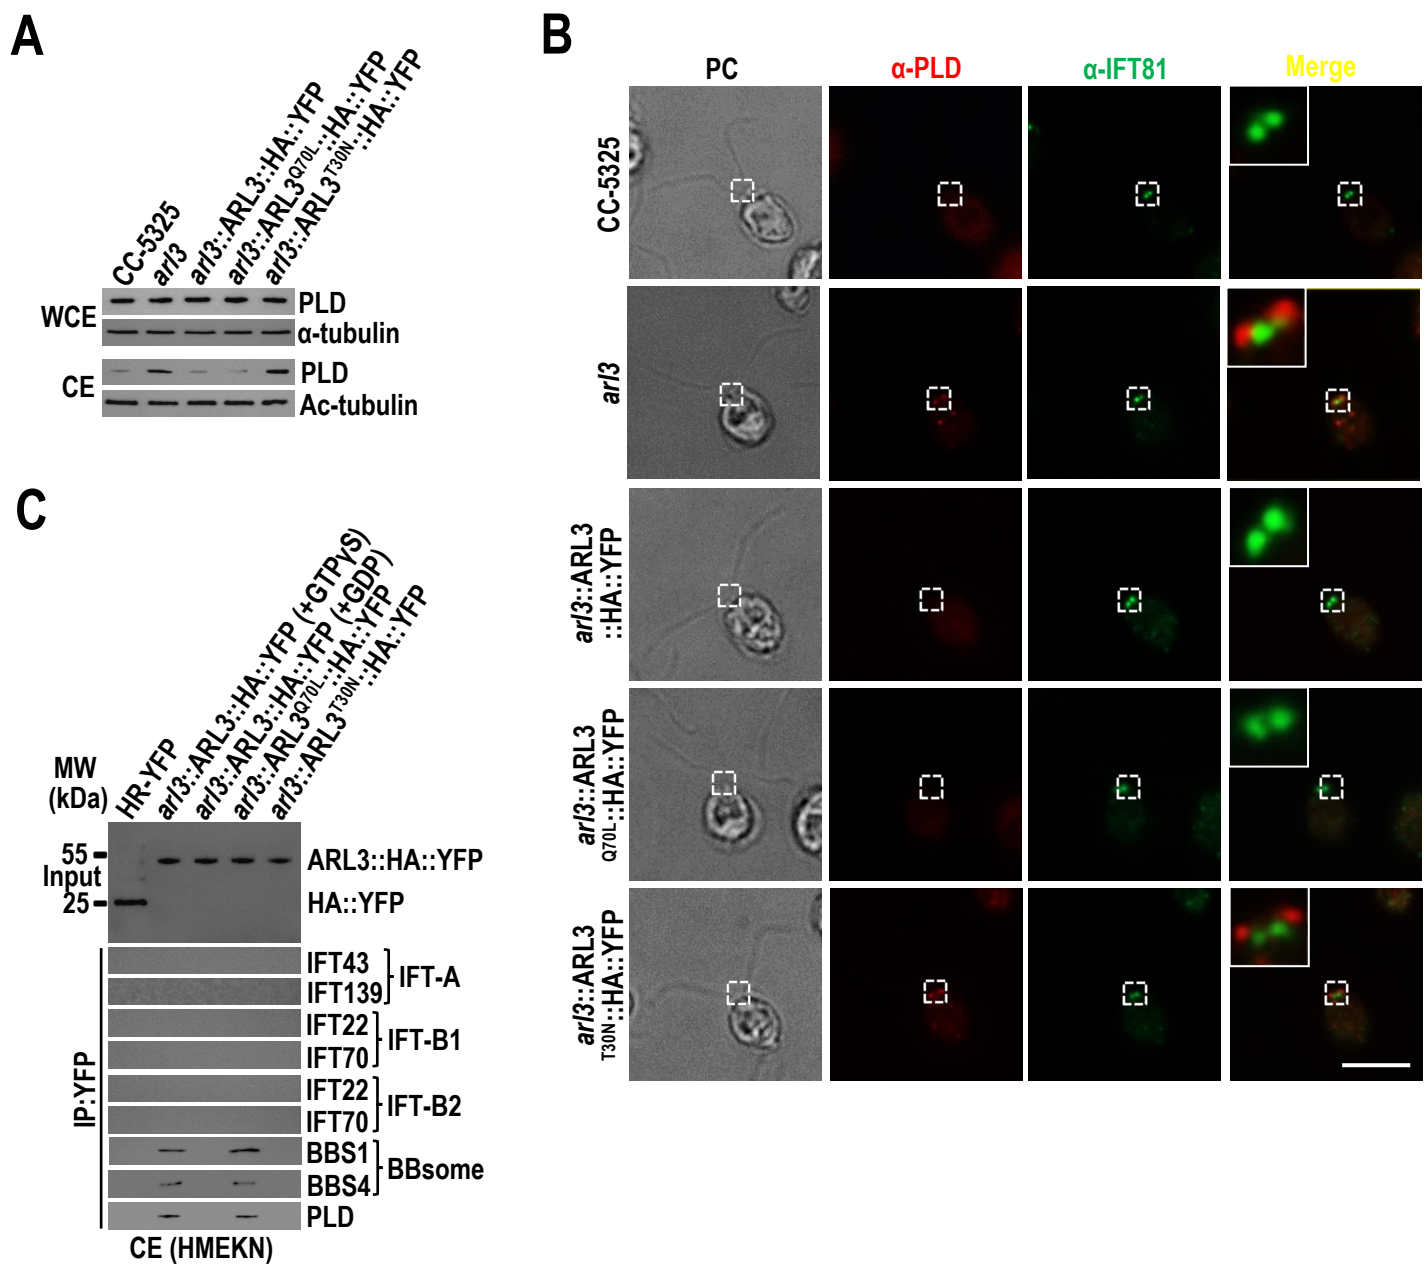 A
CC-5325
arl3
arl3::ARL3::HA::YFP
arl3::ARL3Q70L::HA::YFP
arl3::ARL3T30N::HA::YFP
WCE
PLD
α-tubulin
CE
PLD
Ac-tubulin
B
PC
α-PLD
α-IFT81
Merge
CC-5325
arl3
arl3::ARL3
::HA::YFP
arl3::ARL3
Q70L::HA::YFP
arl3::ARL3
T30N::HA::YFP
C
MW
(kDa)
HR-YFP
arl3::ARL3::HA::YFP (+GTPγS)
arl3::ARL3::HA::YFP (+GDP)
arl3::ARL3Q70L::HA::YFP
arl3::ARL3T30N::HA::YFP
55
Input
25
ARL3::HA::YFP
HA::YFP
IP:YFP
IFT43
IFT139
IFT-A
IFT22
IFT70
IFT-B1
IFT22
IFT70
IFT-B2
BBS1
BBS4
BBsome
PLD
CE (HMEKN)